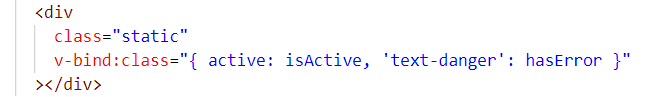 <div
class="static"
v-bind:class="{ active: isActive, 'text-danger': hasError }"
></div>